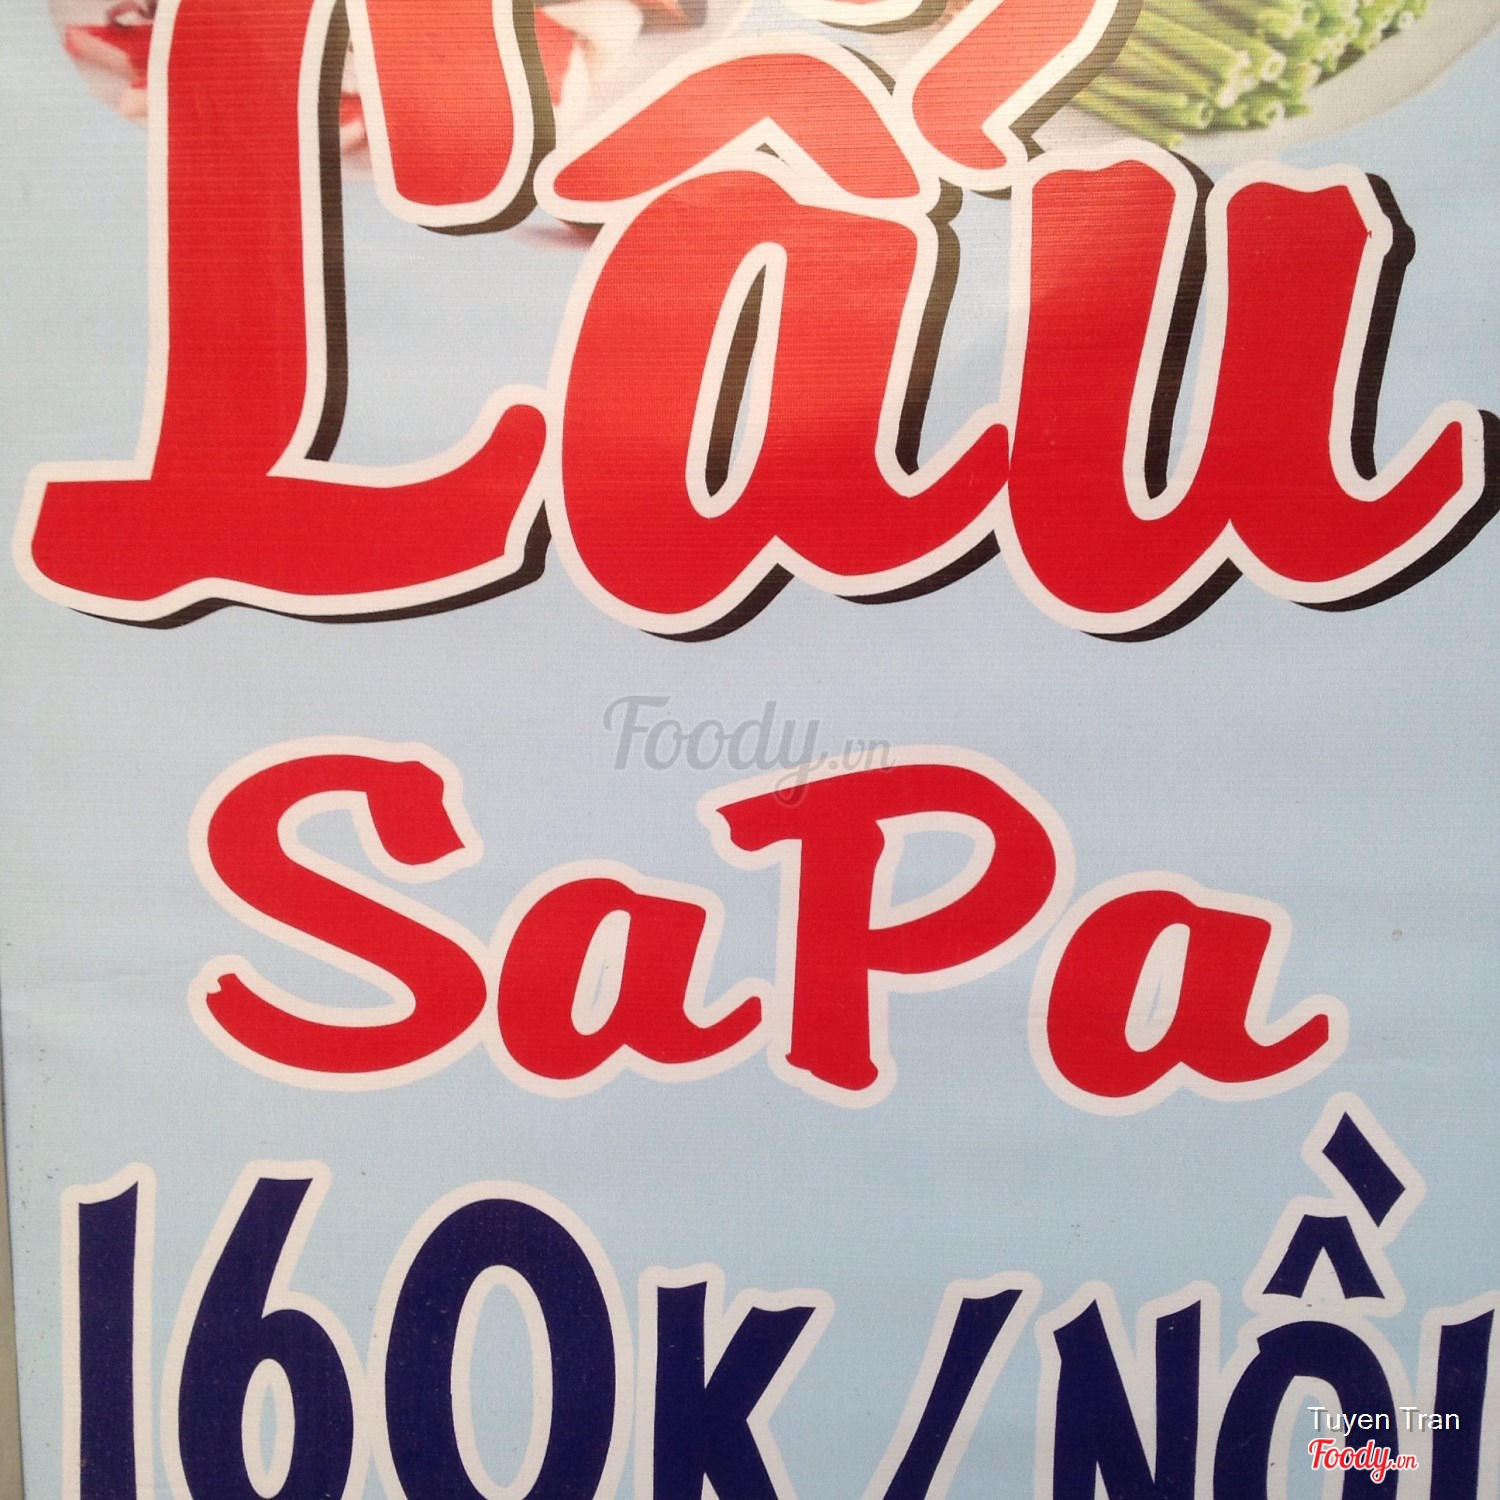 Lẩu
Foody.vn
SaPa
160K/NỒI
Tuyen Tran
Foody.vn